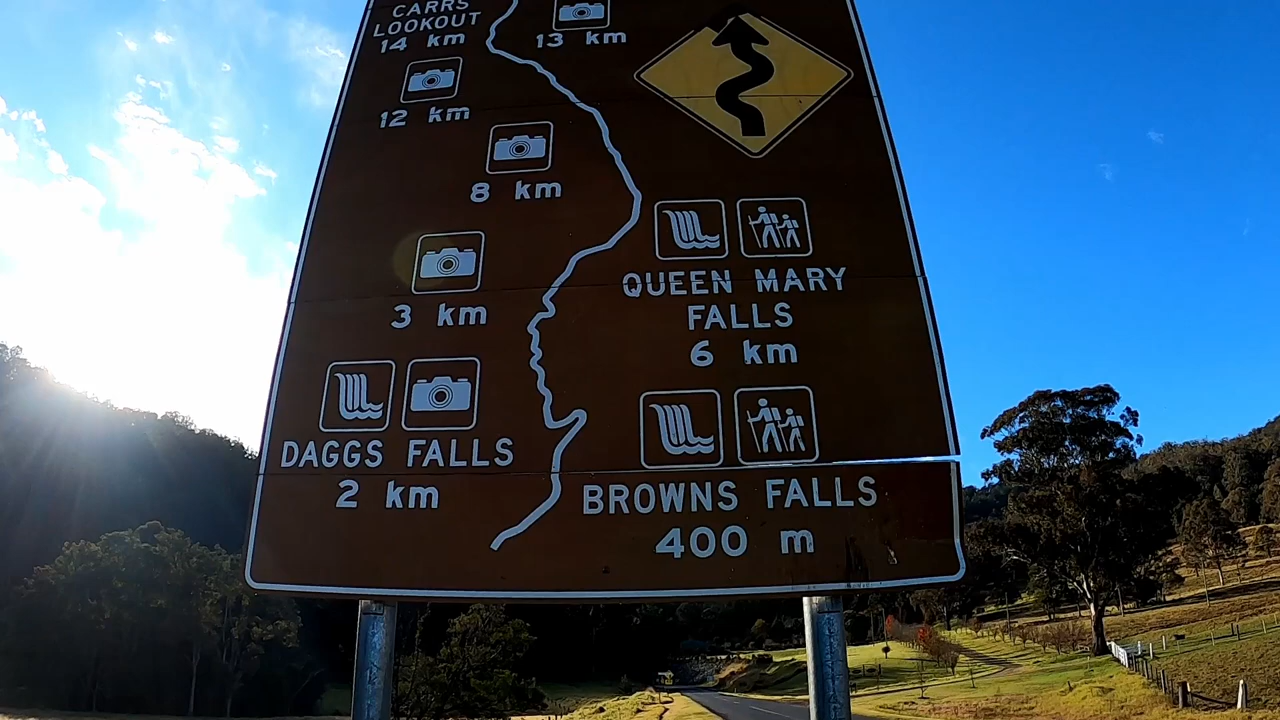 CARRS
LOOKOUT
14 km
13 km
12 km
8 km
3 km
QUEEN MARY
FALLS
6 km
DAGGS FALLS
2 km
BROWNS FALLS
400 m